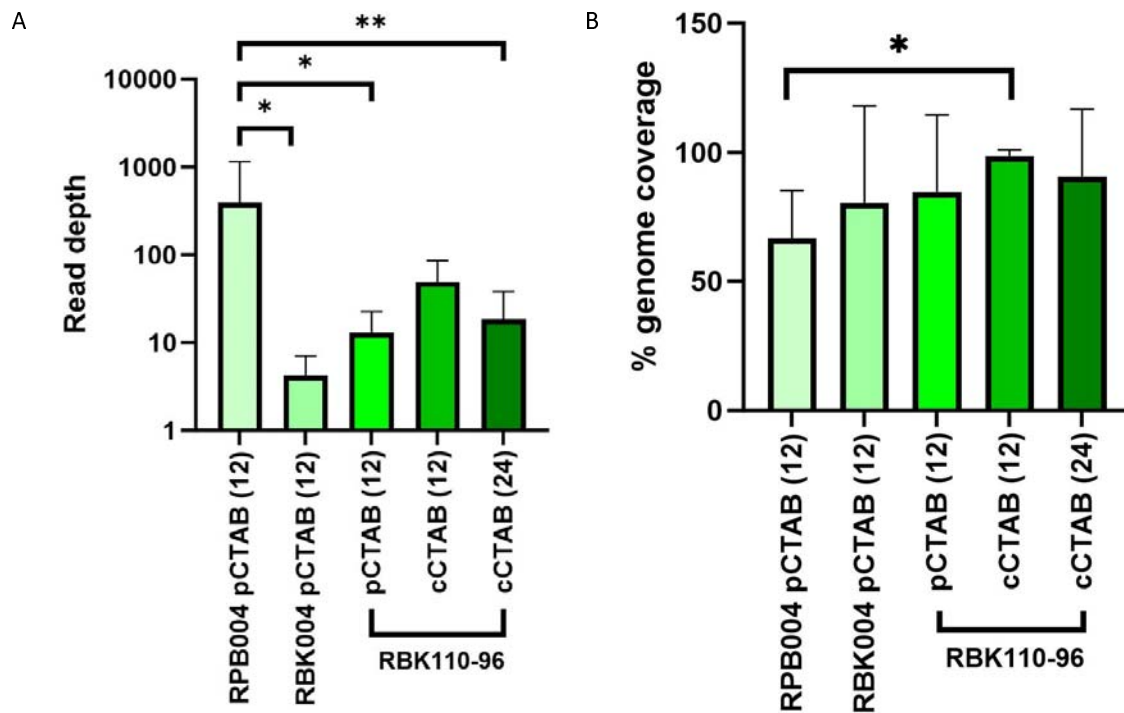 A
**
*
*
10000
1000
100
10
1
Read depth
RPB004 pCTAB (12)
RBK004 pCTAB (12)
pCTAB (12)
cCTAB (12)
cCTAB (24)
RBK110-96
B
*
150
100
50
0
% genome coverage
RPB004 pCTAB (12)
RBK004 pCTAB (12)
pCTAB (12)
cCTAB (12)
cCTAB (24)
RBK110-96